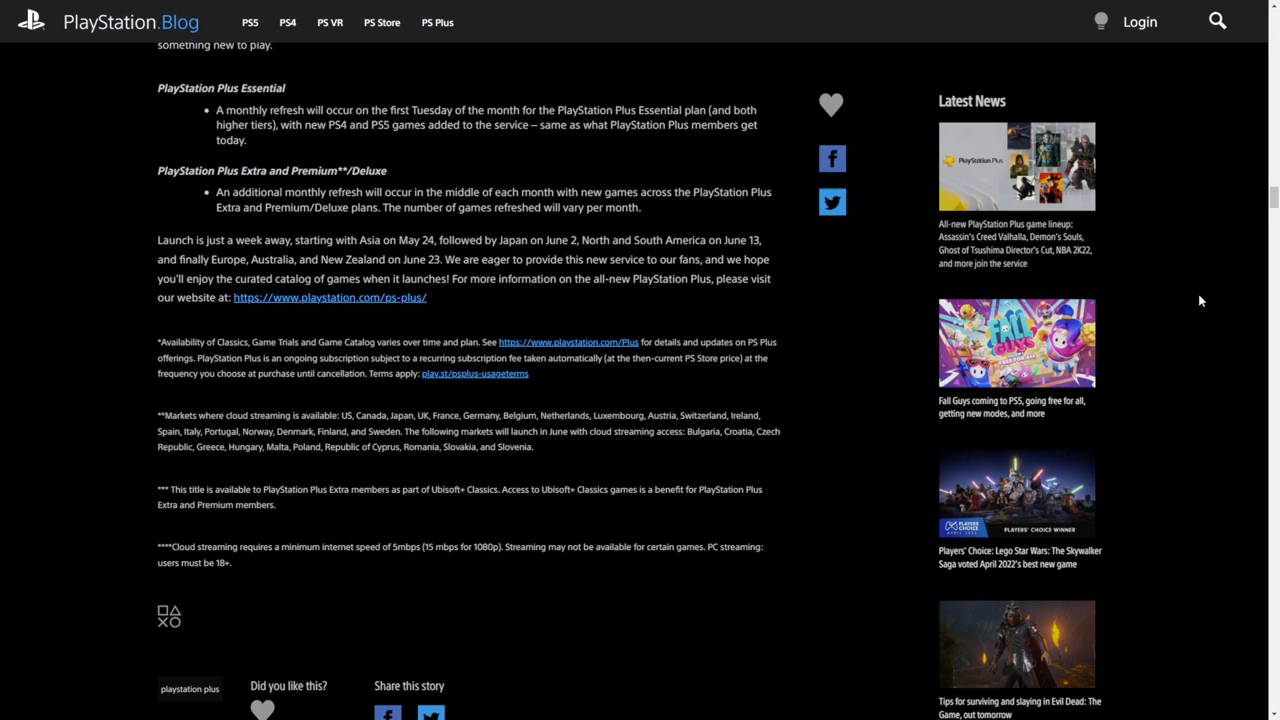 PlayStation.Blog
PS5
PS4
PS VR
PS Store
PS Plus
Login
something new to play.
PlayStation Plus Essential
• A monthly refresh will occur on the first Tuesday of the month for the PlayStation Plus Essential plan (and both
higher tiers), with new PS4 and PS5 games added to the service – same as what PlayStation Plus members get
today.
PlayStation Plus Extra and Premium**/Deluxe
• An additional monthly refresh will occur in the middle of each month with new games across the PlayStation Plus
Extra and Premium/Deluxe plans. The number of games refreshed will vary per month.
Launch is just a week away, starting with Asia on May 24, followed by Japan on June 2, North and South America on June 13,
and finally Europe, Australia, and New Zealand on June 23. We are eager to provide this new service to our fans, and we hope
you'll enjoy the curated catalog of games when it launches! For more information on the all-new PlayStation Plus, please visit
our website at: https://www.playstation.com/ps-plus/
*Availability of Classics, Game Trials and Game Catalog varies over time and plan. See https://www.playstation.com/Plus for details and updates on PS Plus
offerings. PlayStation Plus is an ongoing subscription subject to a recurring subscription fee taken automatically (at the then-current PS Store price) at the
frequency you choose at purchase until cancellation. Terms apply: play.st/psplus-usageterms
**Markets where cloud streaming is available: US, Canada, Japan, UK, France, Germany, Belgium, Netherlands, Luxembourg, Austria, Switzerland, Ireland,
Spain, Italy, Portugal, Norway, Denmark, Finland, and Sweden. The following markets will launch in June with cloud streaming access: Bulgaria, Croatia, Czech
Republic, Greece, Hungary, Malta, Poland, Republic of Cyprus, Romania, Slovakia, and Slovenia.
*** This title is available to PlayStation Plus Extra members as part of Ubisoft+ Classics. Access to Ubisoft+ Classics games is a benefit for PlayStation Plus
Extra and Premium members.
****Cloud streaming requires a minimum internet speed of 5mbps (15 mbps for 1080p). Streaming may not be available for certain games. PC streaming:
users must be 18+.
playstation plus
Did you like this?
Share this story
Latest News
PlayStation Plus
All-new PlayStation Plus game lineup:
Assassin's Creed Valhalla, Demon's Souls,
Ghost of Tsushima Director's Cut, NBA 2K22,
and more join the service
FALL
GUYS
FREE FOR ALL
Fall Guys coming to PS5, going free for all,
getting new modes, and more
PLAYERS
CHOICE
APRIL 2022
PLAYERS' CHOICE WINNER
Players' Choice: Lego Star Wars: The Skywalker
Saga voted April 2022's best new game
Tips for surviving and slaying in Evil Dead: The
Game, out tomorrow